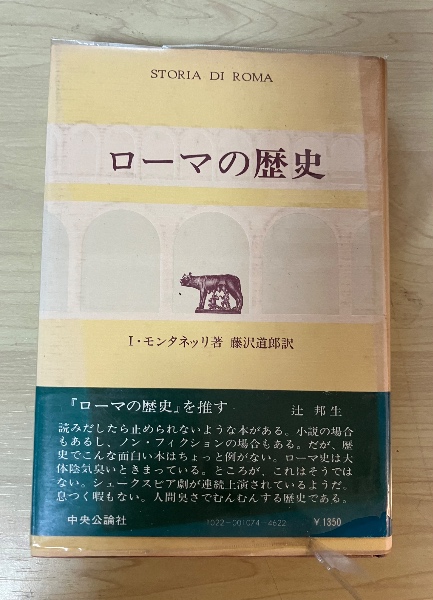 STORIA DI ROMA
ローマの歴史
I・モンタネッリ著 藤沢道郎訳
『ローマの歴史』を推す 辻 邦生
読みだしたら止められないような本がある。小説の場合
もあるし、ノン・フィクションの場合もある。だが、歴
史でこんな面白い本はちょっと例がない。ローマ史は大
体陰気臭いときまっている。ところが、これはそうでは
ない。シェークスピア劇が連続上演されているようだ。
息つく暇もない。人間臭さでむんむんする歴史である。
中央公論社 1022-001074-4622 ¥1350